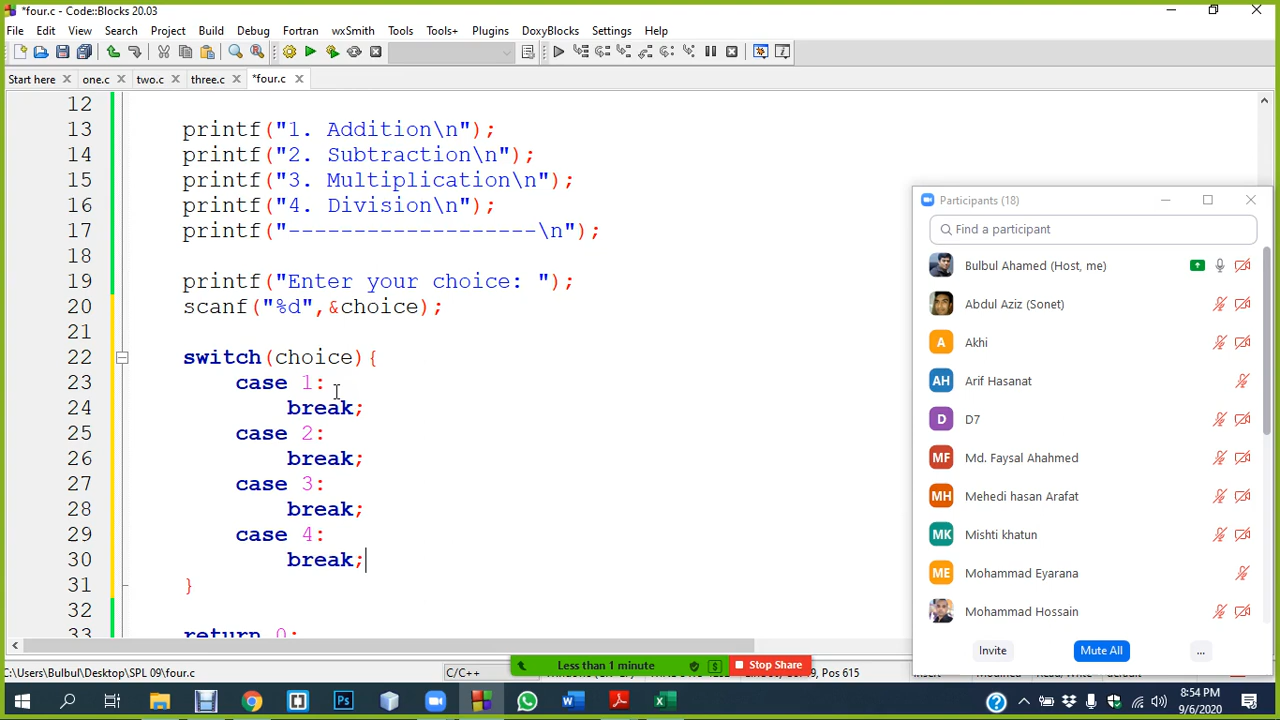 *four.c - Code::Blocks 20.03
File Edit View Search Project Build Debug Fortran wxSmith Tools Tools+ Plugins DoxyBlocks Settings Help
Start here one.c two.c three.c *four.c
12
13 printf("1. Addition\n");
14 printf("2. Subtraction\n");
15 printf("3. Multiplication\n");
16 printf("4. Division\n");
17 printf("-------------------\n");
18
19 printf("Enter your choice: ");
20 scanf("%d",&choice);
21
22 switch(choice){
23 case 1:
24 break;
25 case 2:
26 break;
27 case 3:
28 break;
29 case 4:
30 break;
31 }
32
33 return 0;
Participants (18)
Find a participant
Bulbul Ahamed (Host, me)
Abdul Aziz (Sonet)
A Akhi
AH Arif Hasanat
D D7
MF Md. Faysal Ahahmed
MH Mehedi hasan Arafat
MK Mishti khatun
ME Mohammad Eyarana
Mohammad Hossain
Invite Mute All ...
C:\Users\Bulbul\Desktop\SPL 09\four.c C/C++ Pos 615
Less than 1 minute Stop Share
8:54 PM
9/6/2020